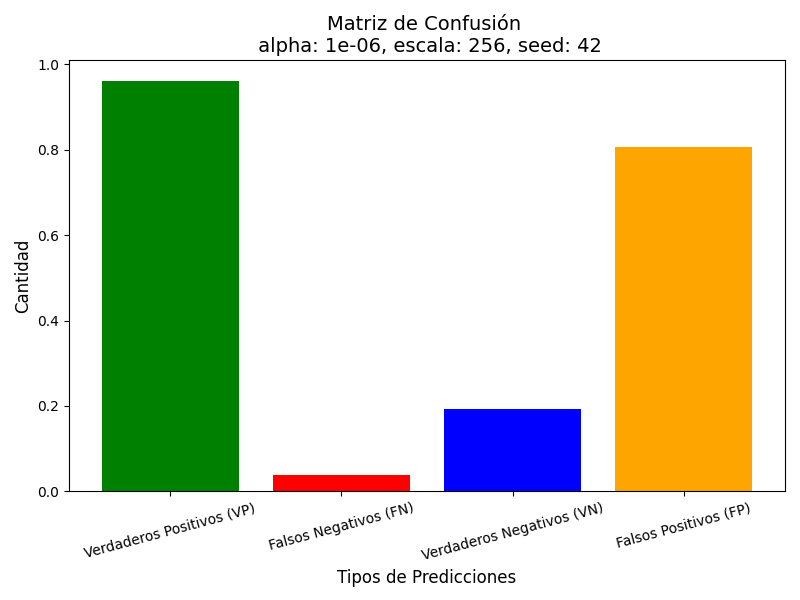 Matriz de Confusión
alpha: 1e-06, escala: 256, seed: 42
1.0
0.8
0.6
0.4
0.2
0.0
Cantidad
Verdaderos Positivos (VP)
Falsos Negativos (FN)
Verdaderos Negativos (VN)
Falsos Positivos (FP)
Tipos de Predicciones